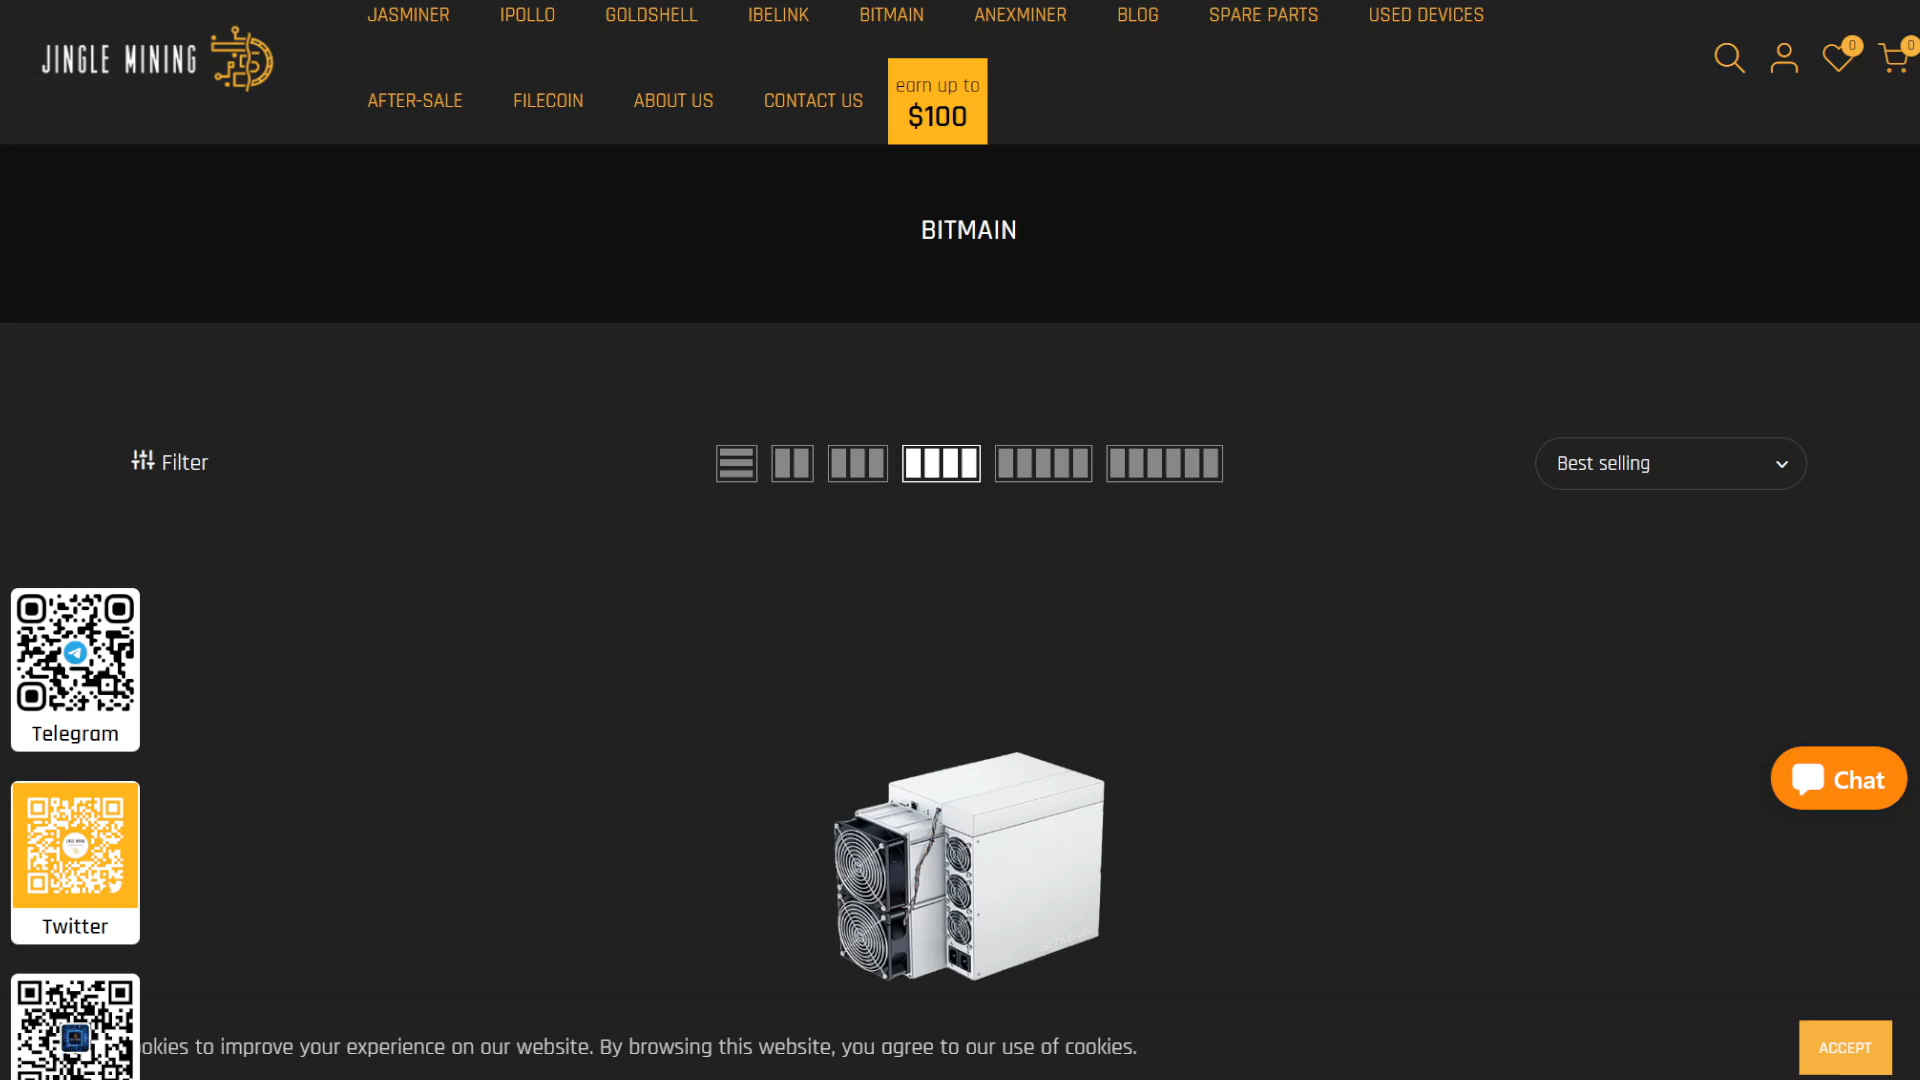 JINGLE MINING
JASMINER IPOLLO GOLDSHELL IBELINK BITMAIN ANEXMINER BLOG SPARE PARTS USED DEVICES
0 0
AFTER-SALE FILECOIN ABOUT US CONTACT US
earn up to
$100
BITMAIN
Filter
Best selling
Telegram
Chat
Twitter
okies to improve your experience on our website. By browsing this website, you agree to our use of cookies.
ACCEPT